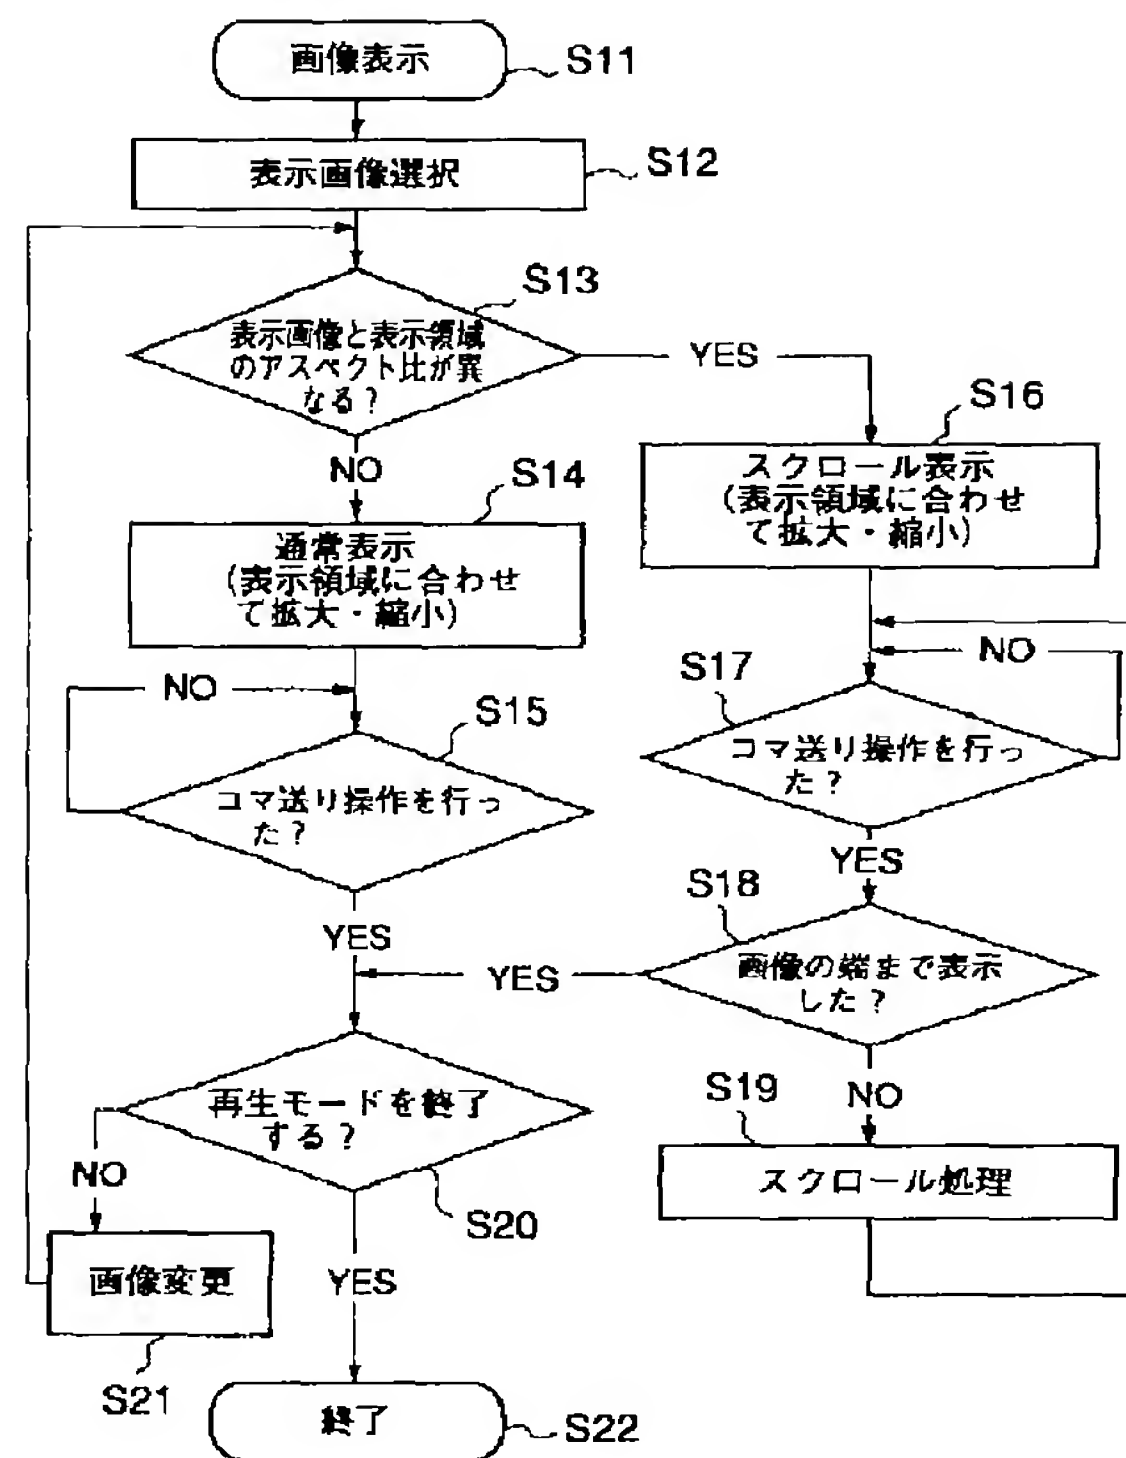 画像表示
S11
表示画像選択
S12
S13
表示画像と表示領域
のアスペクト比が異
なる?
YES
NO
S14
通常表示
(表示領域に合わせ
て拡大・縮小)
S16
スクロール表示
(表示領域に合わせ
て拡大・縮小)
NO
S15
コマ送り操作を行っ
た?
YES
NO
S17
コマ送り操作を行っ
た?
YES
S18
画像の端まで表示
した?
YES
NO
S19
スクロール処理
再生モードを終了
する?
S20
NO
YES
画像変更
S21
終了
S22